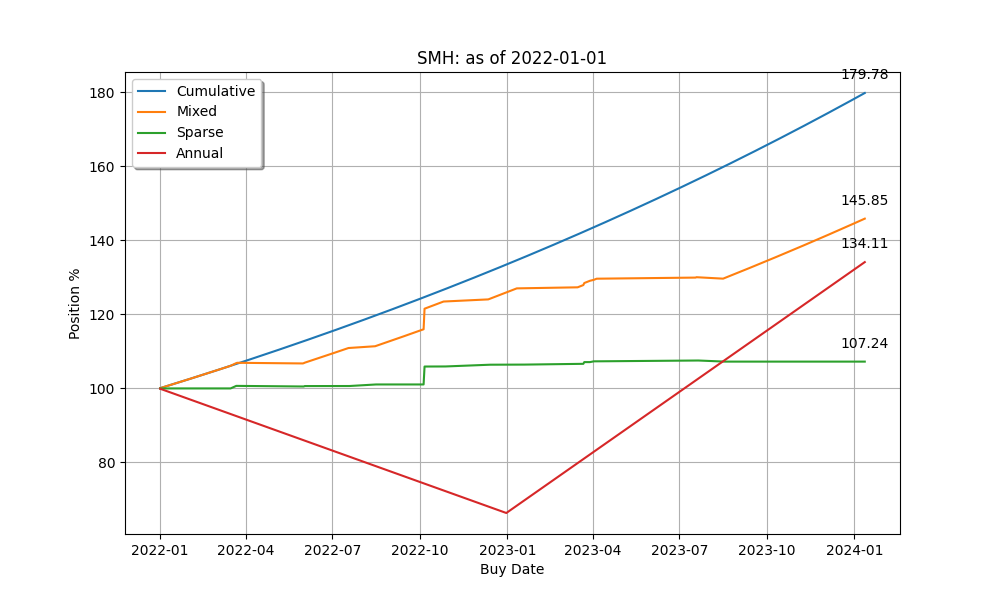 SMH: as of 2022-01-01
179.78
180
Cumulative
Mixed
Sparse
Annual
160
145.85
140
134.11
120
107.24
100
80
Position %
2022-01 2022-04 2022-07 2022-10 2023-01 2023-04 2023-07 2023-10 2024-01
Buy Date